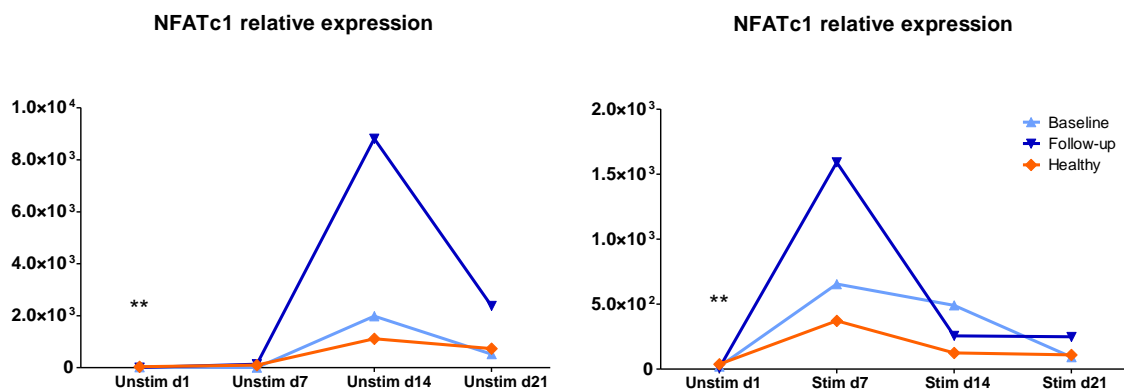 NFATc1 relative expression
1.0×10⁴
8.0×10³
6.0×10³
4.0×10³
2.0×10³
0
**
Unstim d1 Unstim d7 Unstim d14 Unstim d21
NFATc1 relative expression
2.0×10³
1.5×10³
1.0×10³
5.0×10²
0
**
Baseline
Follow-up
Healthy
Unstim d1 Stim d7 Stim d14 Stim d21